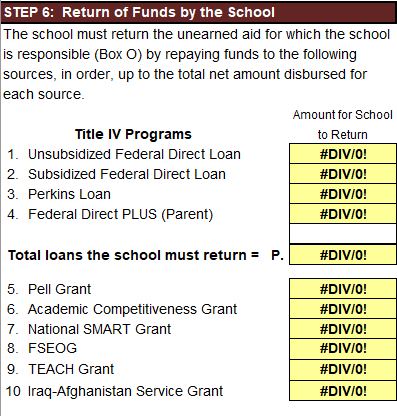 STEP 6: Return of Funds by the School
The school must return the unearned aid for which the school
is responsible (Box O) by repaying funds to the following
sources, in order, up to the total net amount disbursed for
each source.
Amount for School
Title IV Programs to Return
1. Unsubsidized Federal Direct Loan #DIV/0!
2. Subsidized Federal Direct Loan #DIV/0!
3. Perkins Loan #DIV/0!
4. Federal Direct PLUS (Parent) #DIV/0!
Total loans the school must return = P. #DIV/0!
5. Pell Grant #DIV/0!
6. Academic Competitiveness Grant #DIV/0!
7. National SMART Grant #DIV/0!
8. FSEOG #DIV/0!
9. TEACH Grant #DIV/0!
10 Iraq-Afghanistan Service Grant #DIV/0!